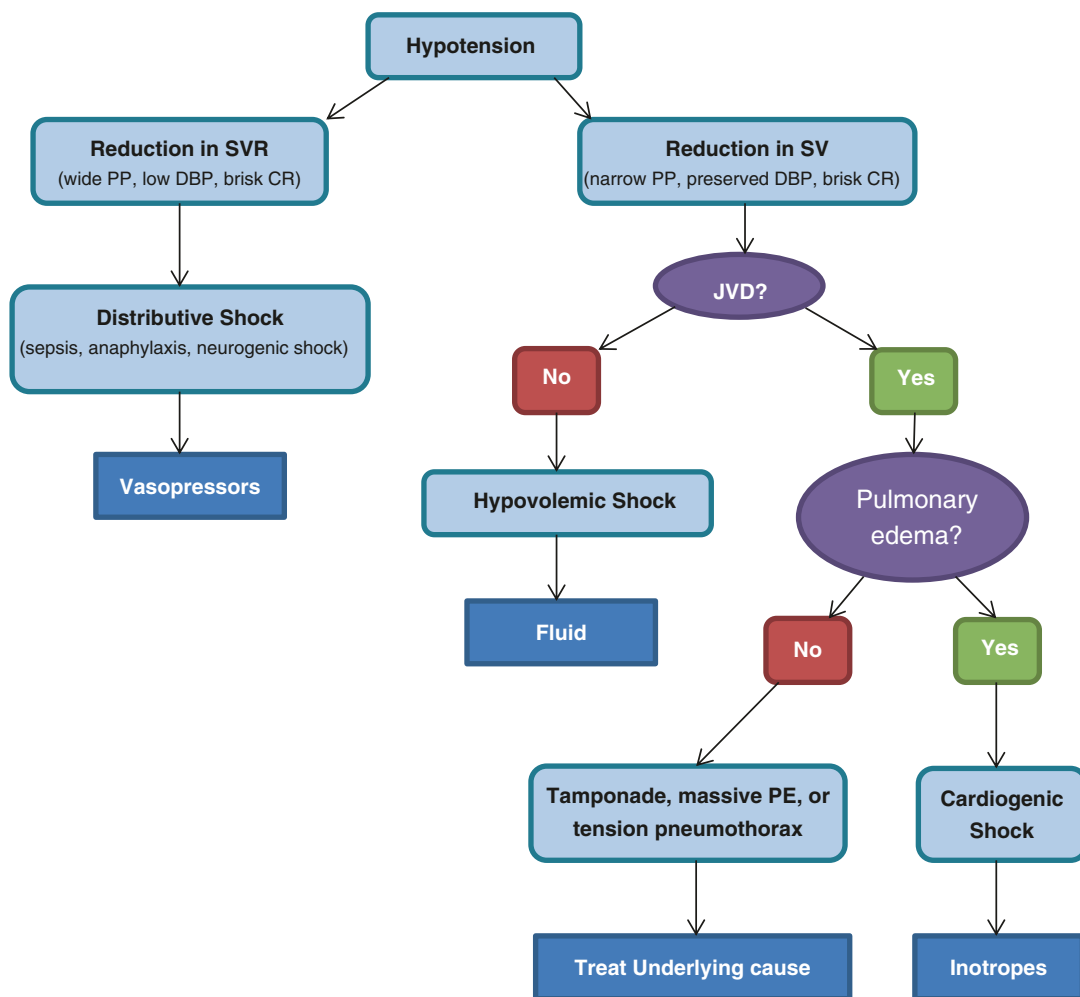 Hypotension
Reduction in SVR
(wide PP, low DBP, brisk CR)
Reduction in SV
(narrow PP, preserved DBP, brisk CR)
Distributive Shock
(sepsis, anaphylaxis, neurogenic shock)
Vasopressors
JVD?
No
Yes
Hypovolemic Shock
Fluid
Pulmonary
edema?
No
Yes
Tamponade, massive PE, or
tension pneumothorax
Treat Underlying cause
Cardiogenic
Shock
Inotropes